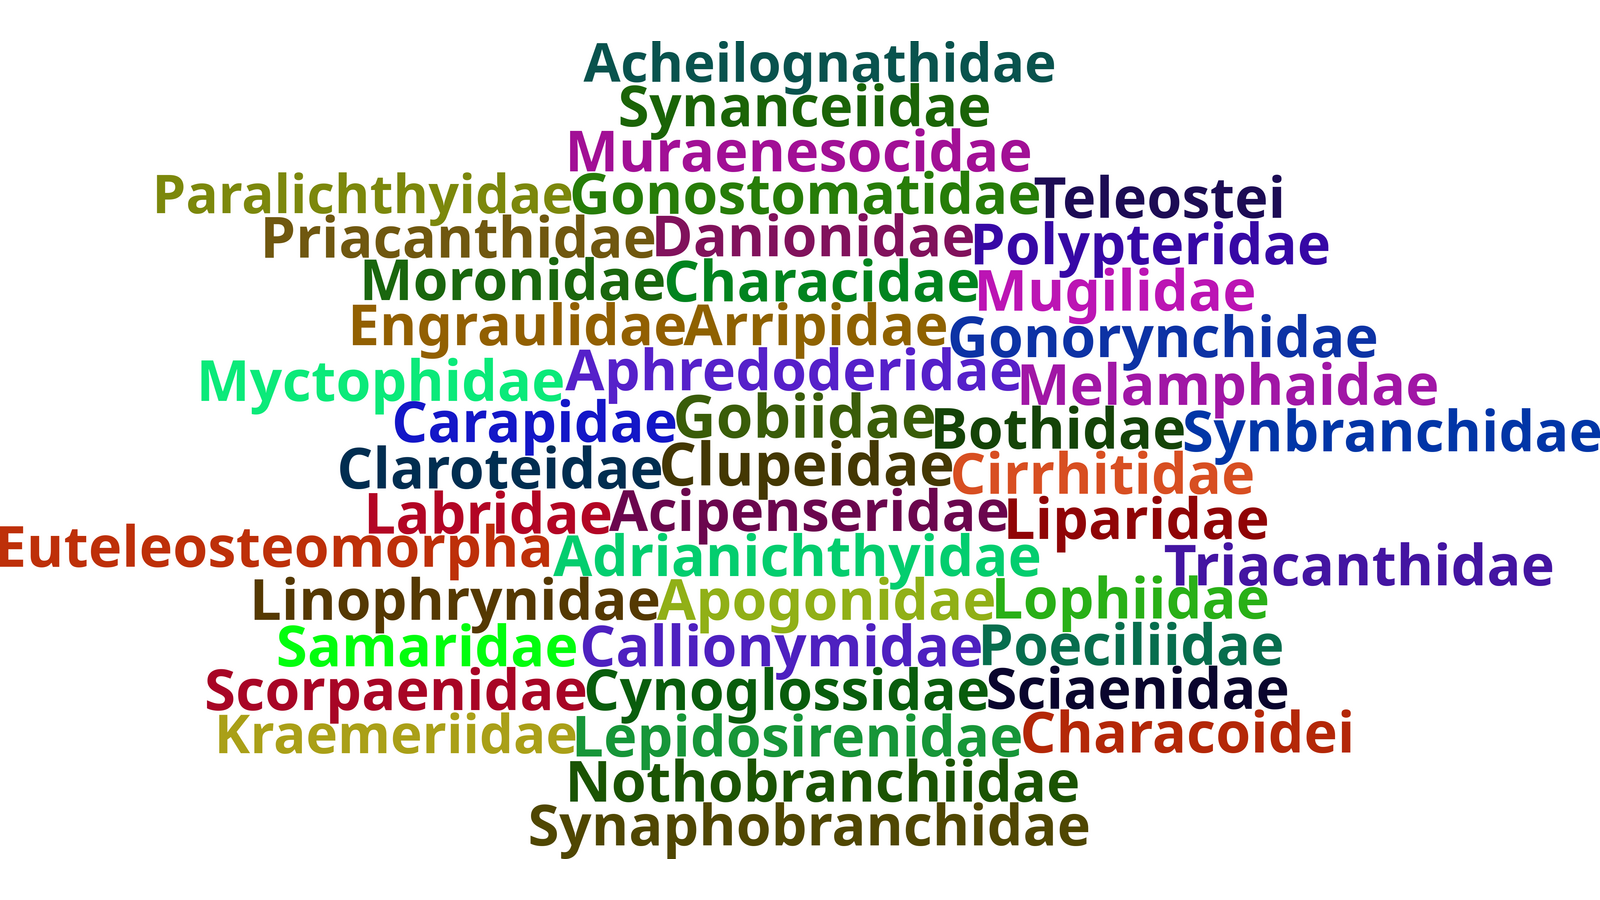 Acheilognathidae
Synanceiidae
Muraenesocidae
Paralichthyidae Gonostomatidae Teleostei
Priacanthidae Danionidae Polypteridae
Moronidae Characidae Mugilidae
Engraulidae Arripidae Gonorynchidae
Myctophidae Aphredoderidae Melamphaidae
Carapidae Gobiidae Bothidae Synbranchidae
Claroteidae Clupeidae Cirrhitidae
Labridae Acipenseridae Liparidae
Euteleosteomorpha Adrianichthyidae Triacanthidae
Linophrynidae Apogonidae Lophiidae
Samaridae Callionymidae Poeciliidae
Scorpaenidae Cynoglossidae Sciaenidae
Kraemeriidae Lepidosirenidae Characoidei
Nothobranchiidae
Synaphobranchidae